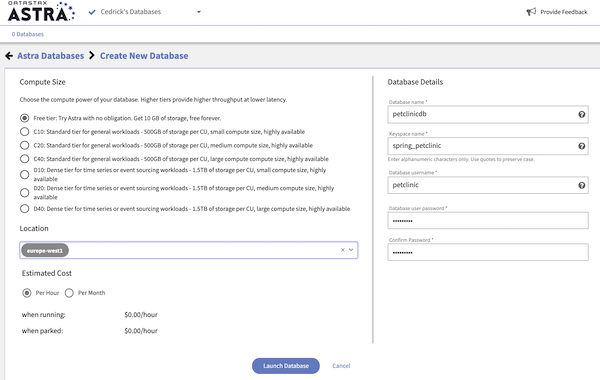 DATASTAX
ASTRA
Cedrick's Databases
Provide Feedback
0 Databases
Astra Databases
Create New Database
Compute Size
Choose the compute power of your database. Higher tiers provide higher throughput at lower latency.
Free tier: Try Astra with no obligation. Get 10 GB of storage, free forever.
C10: Standard tier for general workloads - 500GB of storage per CU, small compute size, highly available
C20: Standard tier for general workloads - 500GB of storage per CU, medium compute size, highly available
C40: Standard tier for general workloads - 500GB of storage per CU, large compute compute size, highly available
D10: Dense tier for time series or event sourcing workloads - 1.5TB of storage per CU, small compute size, highly
available
D20: Dense tier for time series or event sourcing workloads - 1.5TB of storage per CU, medium compute size, highly
available
D40: Dense tier for time series or event sourcing workloads - 1.5TB of storage per CU, large compute size, highly available
Location
europe-west1
Estimated Cost
Per Hour
Per Month
when running: $0.00/hour
when parked: $0.00/hour
Database Details
Database name *
petclinicdb
Keyspace name *
spring_petclinic
Enter alphanumeric characters only. Use quotes to preserve case.
Database username *
petclinic
Database user password *
•••••••••
Confirm Password *
•••••••••
Launch Database
Cancel